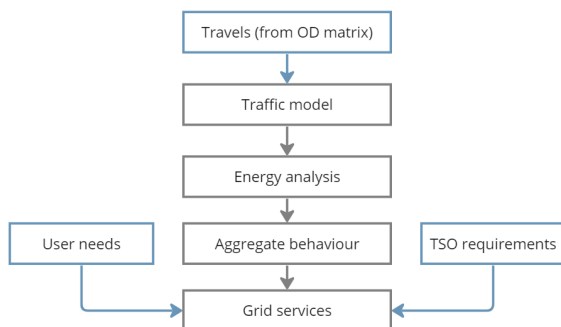 Travels (from OD matrix)
Traffic model
Energy analysis
User needs
Aggregate behaviour
TSO requirements
Grid services